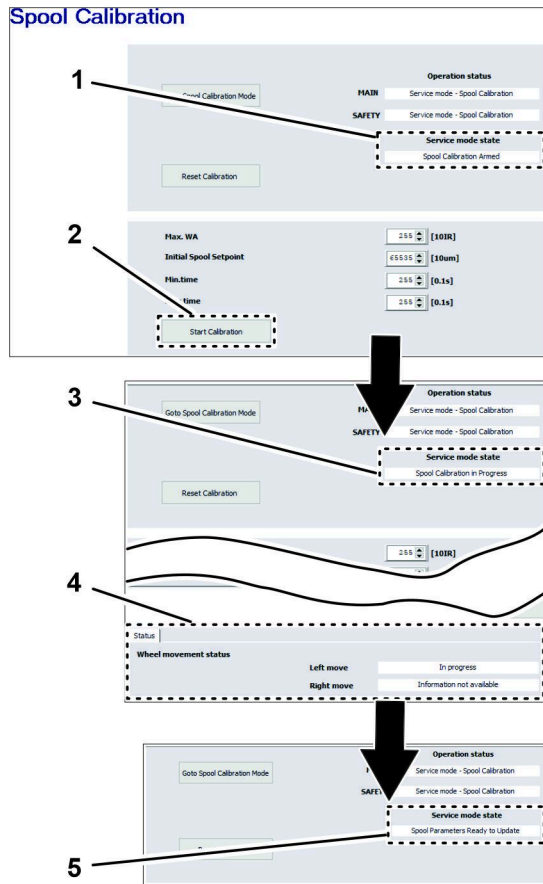 Spool Calibration
1
Operation status
Spool Calibration Mode
MAIN Service mode - Spool Calibration
SAFETY Service mode - Spool Calibration
Service mode state
Spool Calibration Armed
Reset Calibration
2
Max. WA 255 [10IR]
Initial Spool Setpoint 65535 [10um]
Min.time 255 [0.1s]
time 255 [0.1s]
Start Calibration
3
Operation status
Goto Spool Calibration Mode
Service mode - Spool Calibration
SAFETY Service mode - Spool Calibration
Service mode state
Spool Calibration in Progress
Reset Calibration
255 [10IR]
4
Status
Wheel movement status
Left move In progress
Right move Information not available
Operation status
Goto Spool Calibration Mode
Service mode - Spool Calibration
Service mode - Spool Calibration
Service mode state
Spool Parameters Ready to Update
5